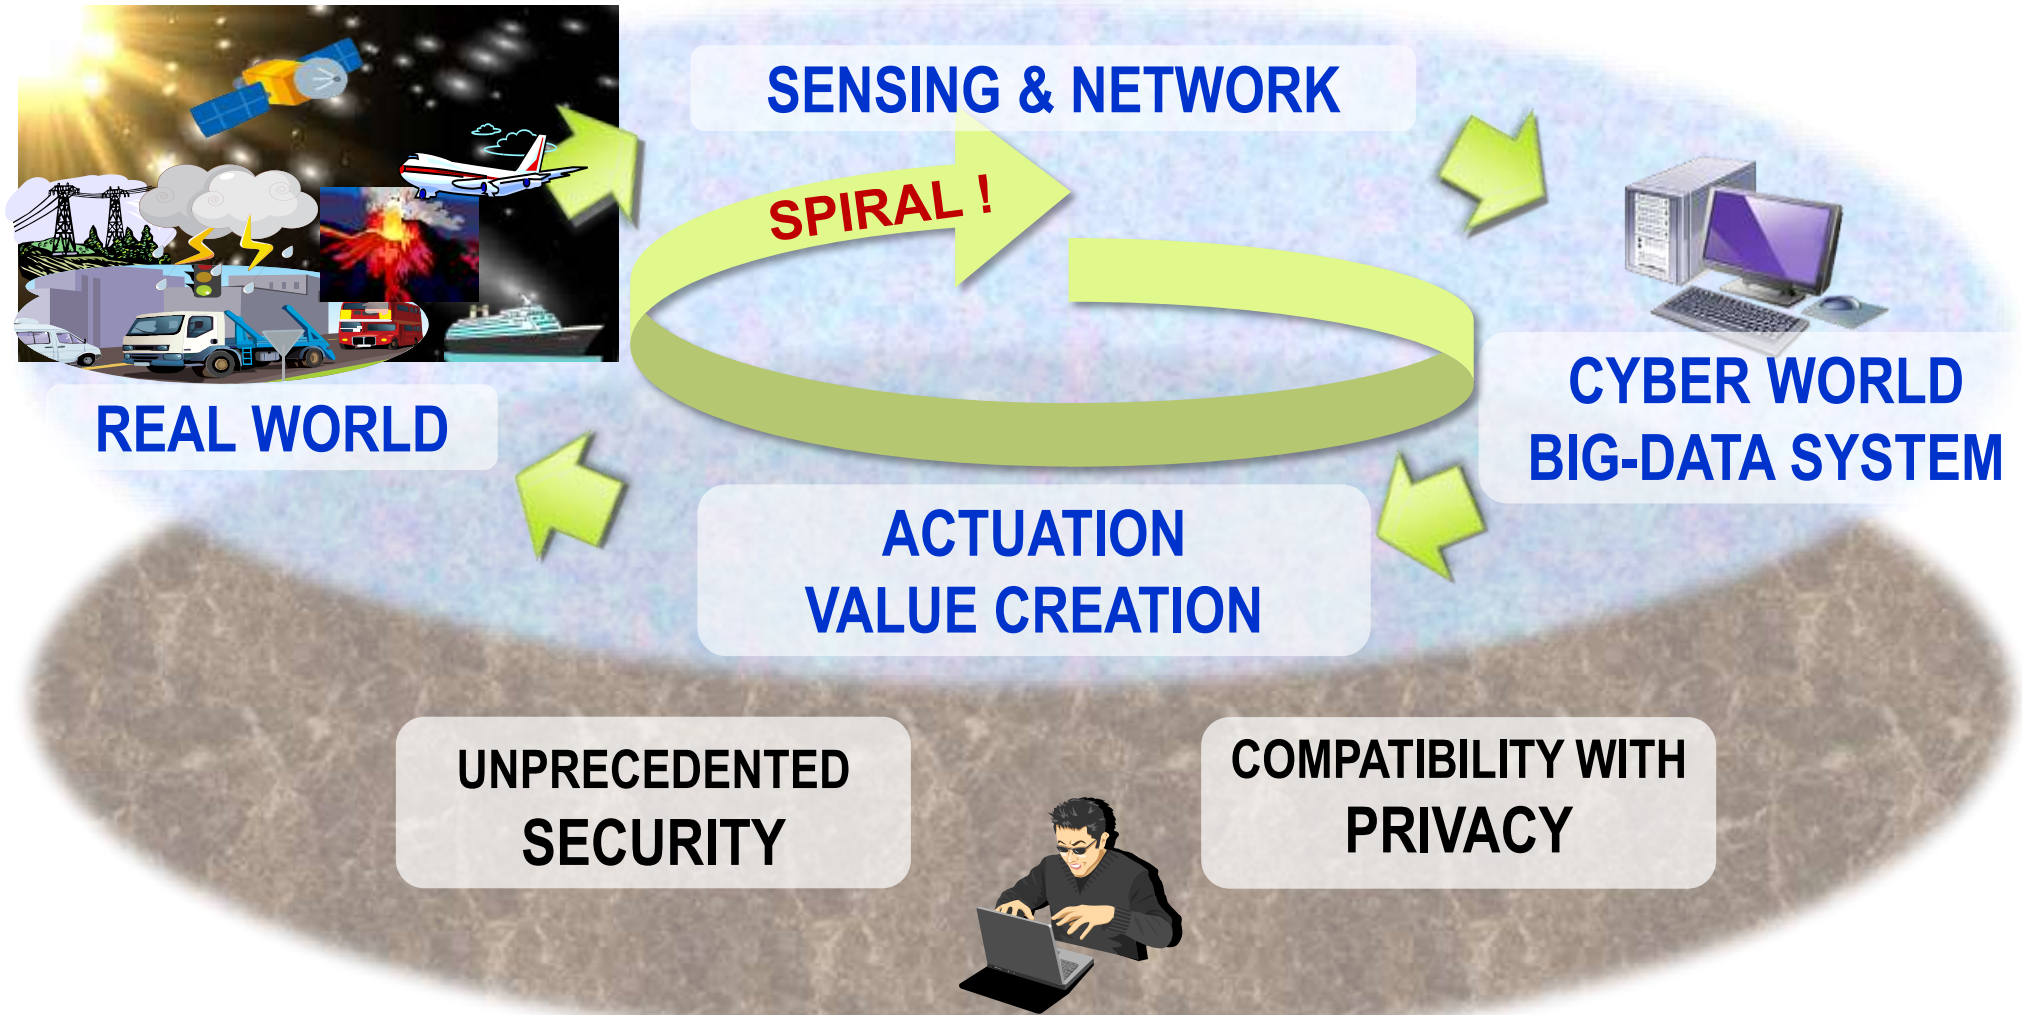 SENSING & NETWORK
SPIRAL !
REAL WORLD
CYBER WORLD
BIG-DATA SYSTEM
ACTUATION
VALUE CREATION
UNPRECEDENTED
SECURITY
COMPATIBILITY WITH
PRIVACY